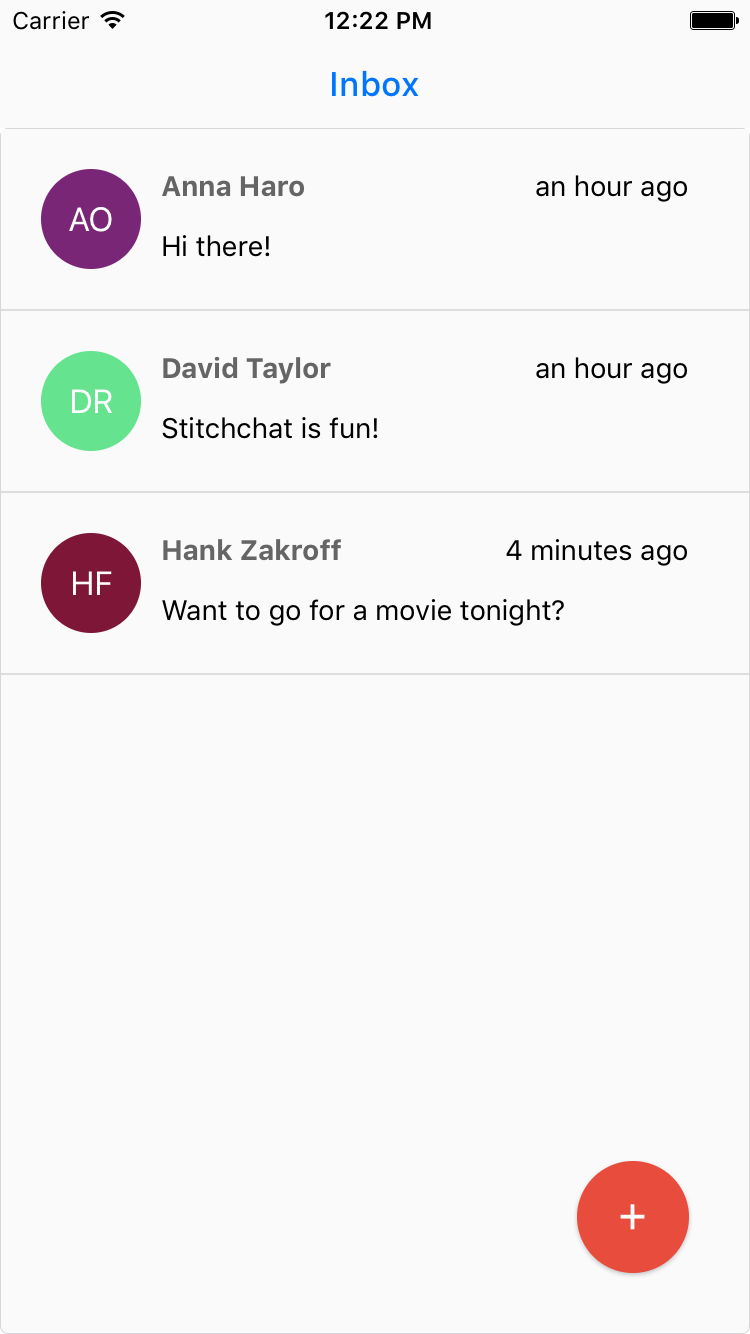 Carrier 12:22 PM
Inbox
AO Anna Haro an hour ago
Hi there!
DR David Taylor an hour ago
Stitchchat is fun!
HF Hank Zakroff 4 minutes ago
Want to go for a movie tonight?
+